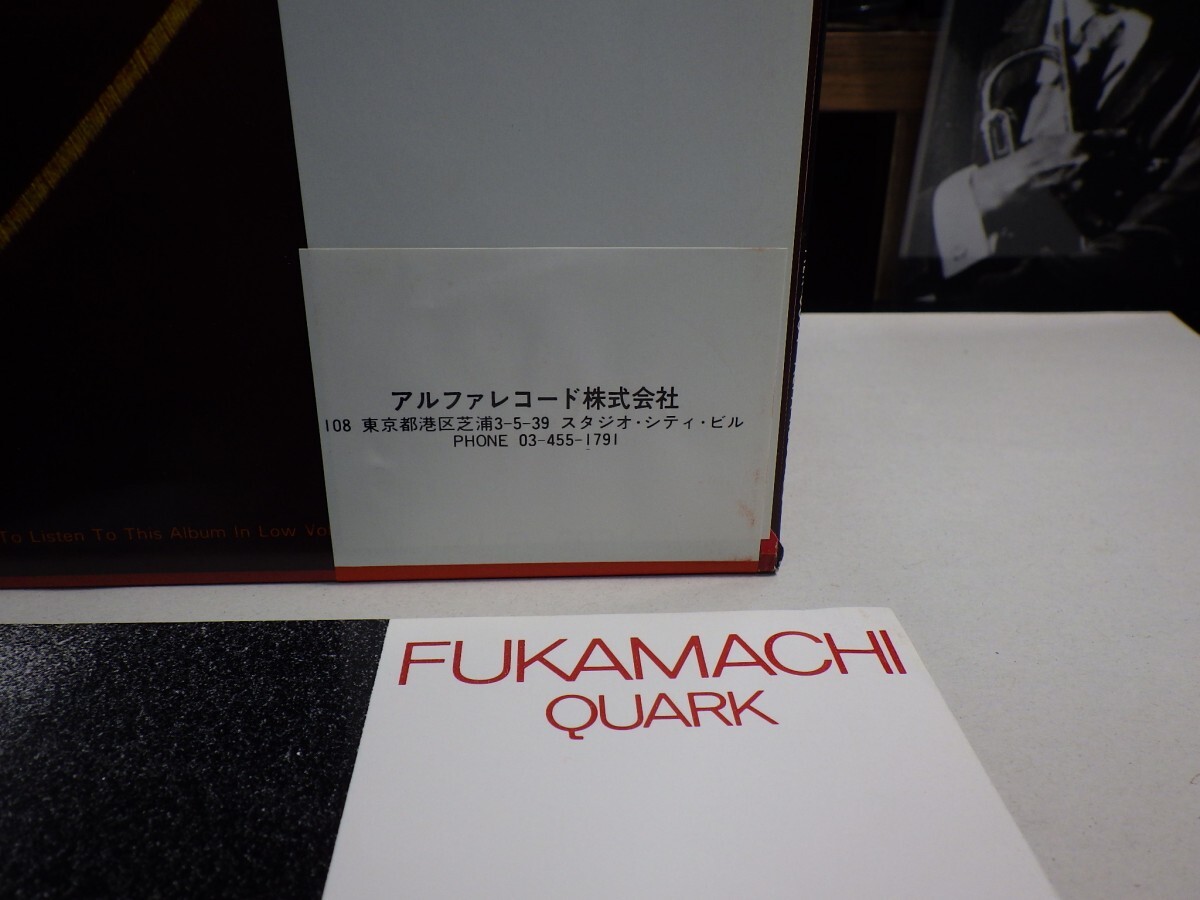 アルファレコード株式会社
108 東京都港区芝浦3-5-39 スタジオ・シティ・ビル
PHONE 03-455-1791
To Listen To This Album In Low
FUKAMACHI
QUARK